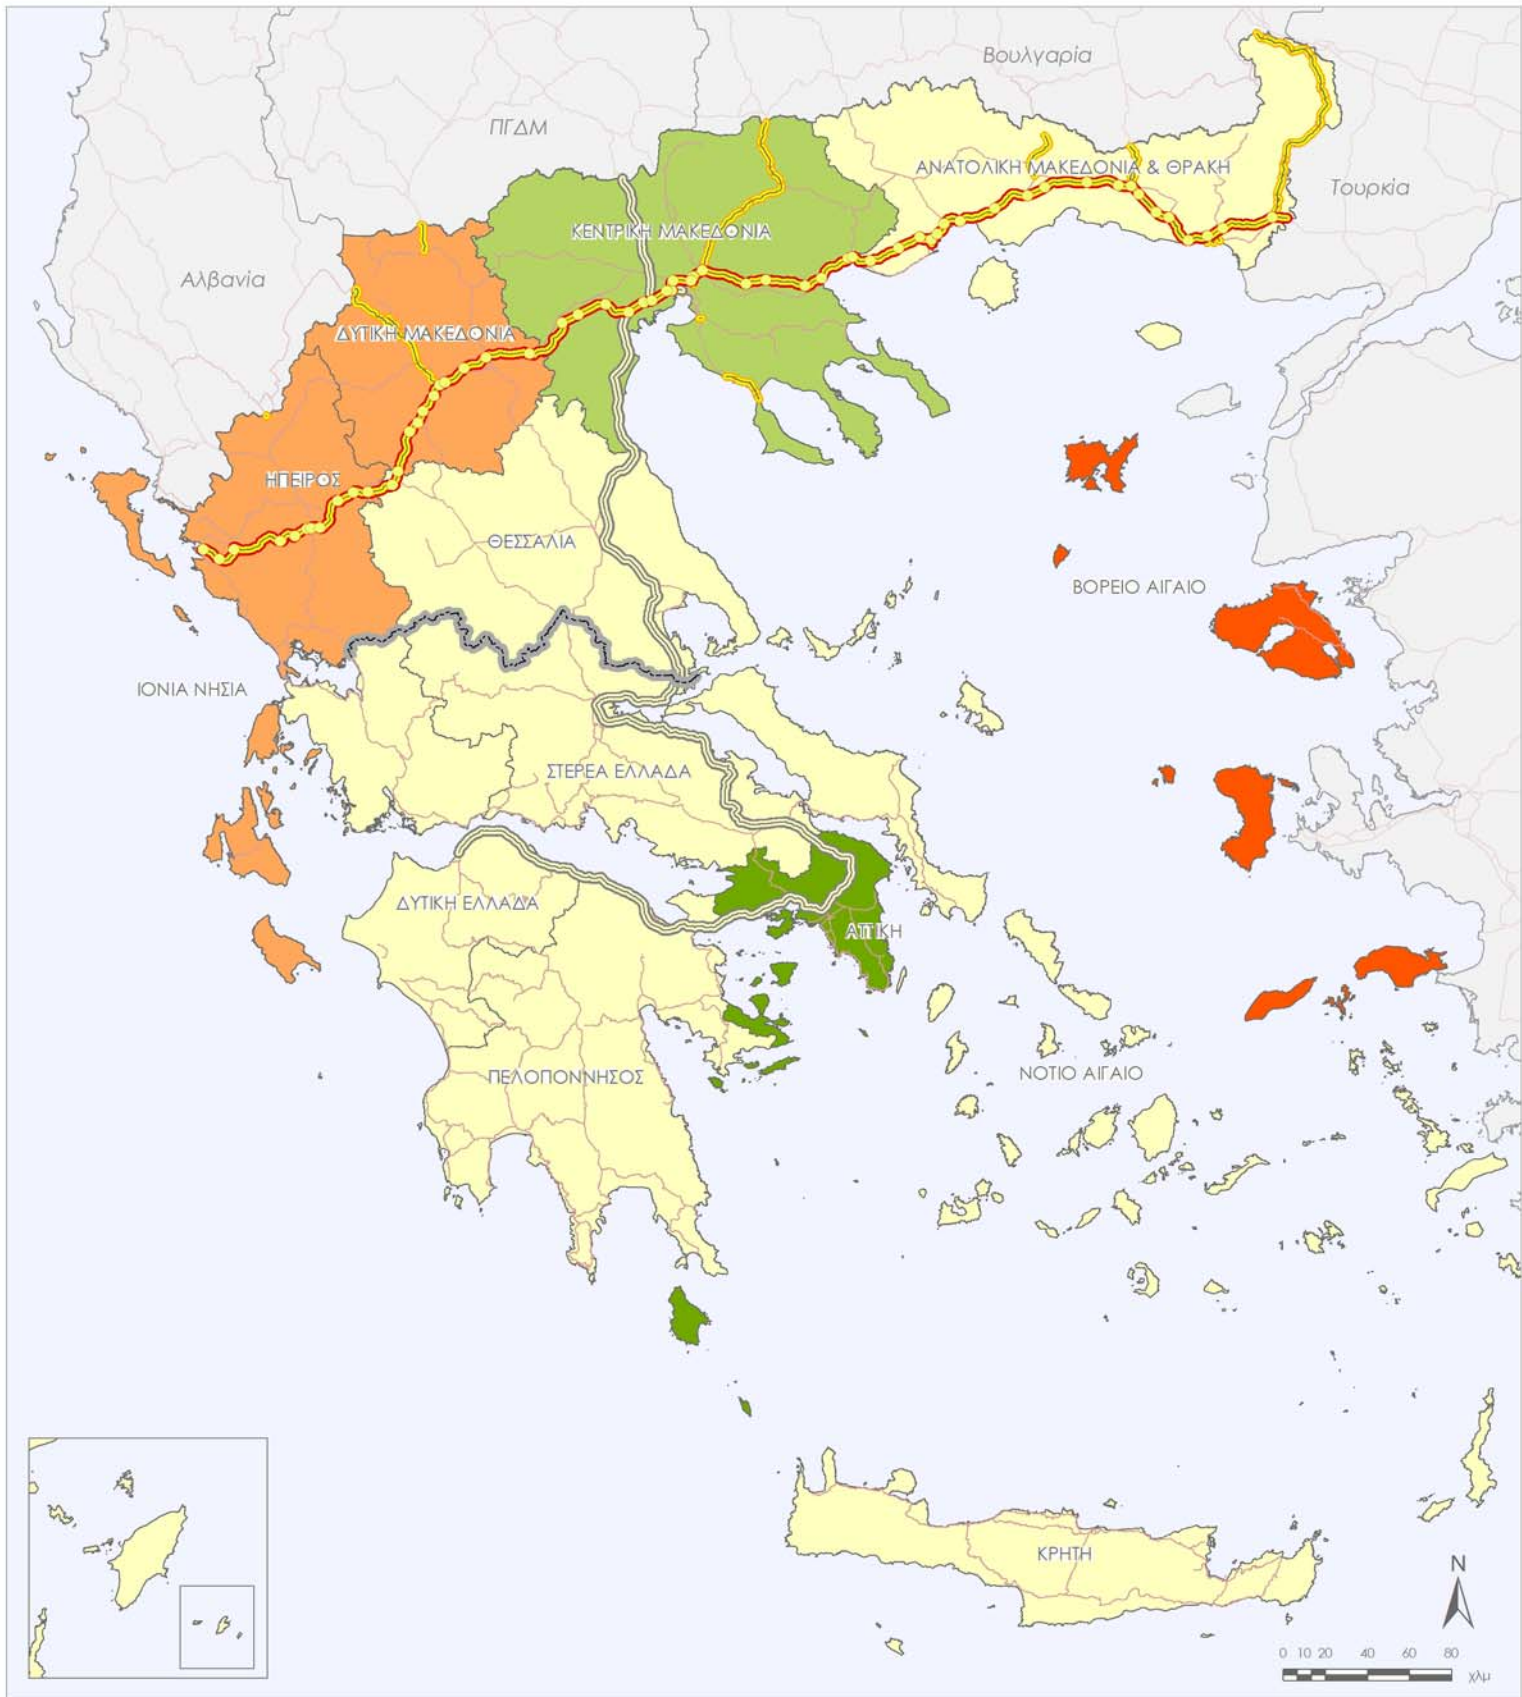 Βουλγαρία
ΠΓΔΜ
ΑΝΑΤΟΛΙΚΗ ΜΑΚΕΔΟΝΙΑ & ΘΡΑΚΗ
Τουρκία
ΚΕΝΤΡΙΚΗ ΜΑΚΕΔΟΝΙΑ
Αλβανία
ΔΥΤΙΚΗ ΜΑΚΕΔΟΝΙΑ
ΗΠΕΙΡΟΣ
ΘΕΣΣΑΛΙΑ
ΒΟΡΕΙΟ ΑΙΓΑΙΟ
ΙΟΝΙΑ ΝΗΣΙΑ
ΣΤΕΡΕΑ ΕΛΛΑΔΑ
ΔΥΤΙΚΗ ΕΛΛΑΔΑ
ΑΤΤΙΚΗ
ΝΟΤΙΟ ΑΙΓΑΙΟ
ΠΕΛΟΠΟΝΝΗΣΟΣ
ΚΡΗΤΗ
N
0 10 20 40 60 80
χλμ